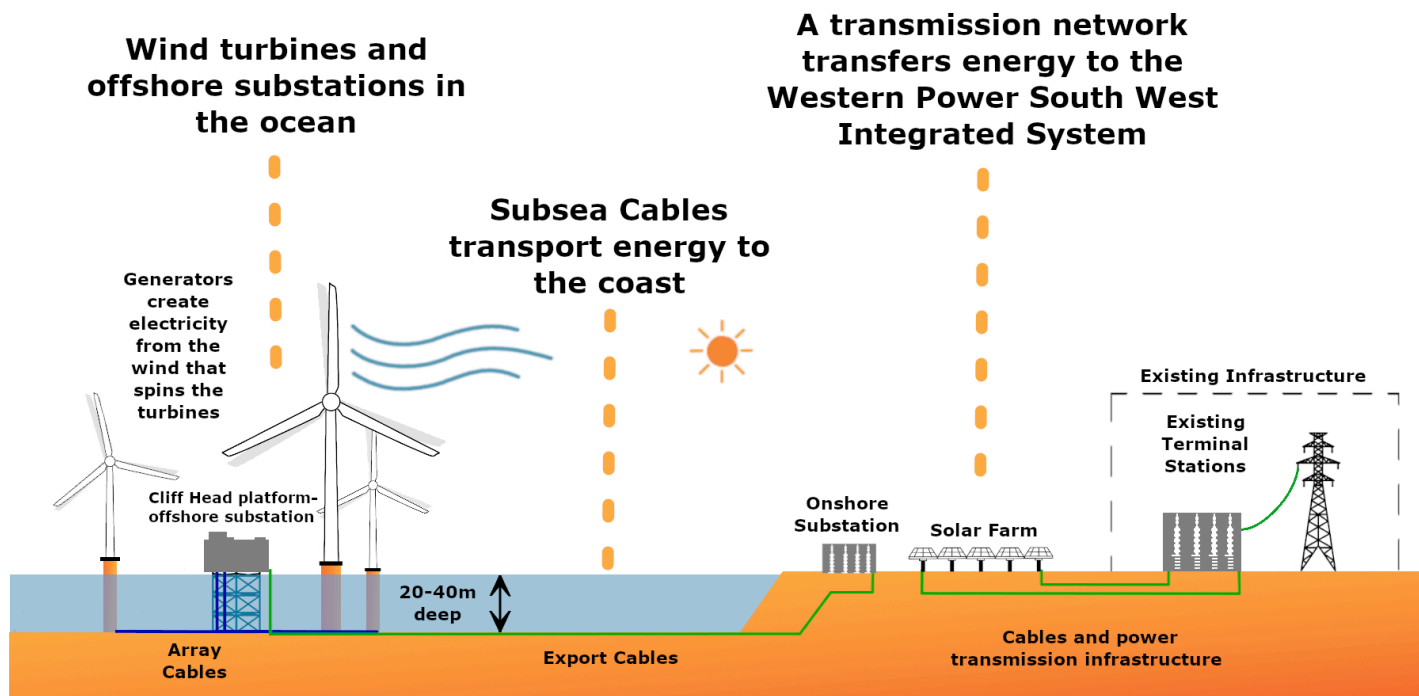 Wind turbines and
offshore substations in
the ocean
A transmission network
transfers energy to the
Western Power South West
Integrated System
Subsea Cables
transport energy to
the coast
Generators
create
electricity
from the
wind that
spins the
turbines
Existing Infrastructure
Existing
Terminal
Stations
Cliff Head platform-
offshore substation
Onshore
Substation
Solar Farm
20-40m
deep
Array
Cables
Export Cables
Cables and power
transmission infrastructure